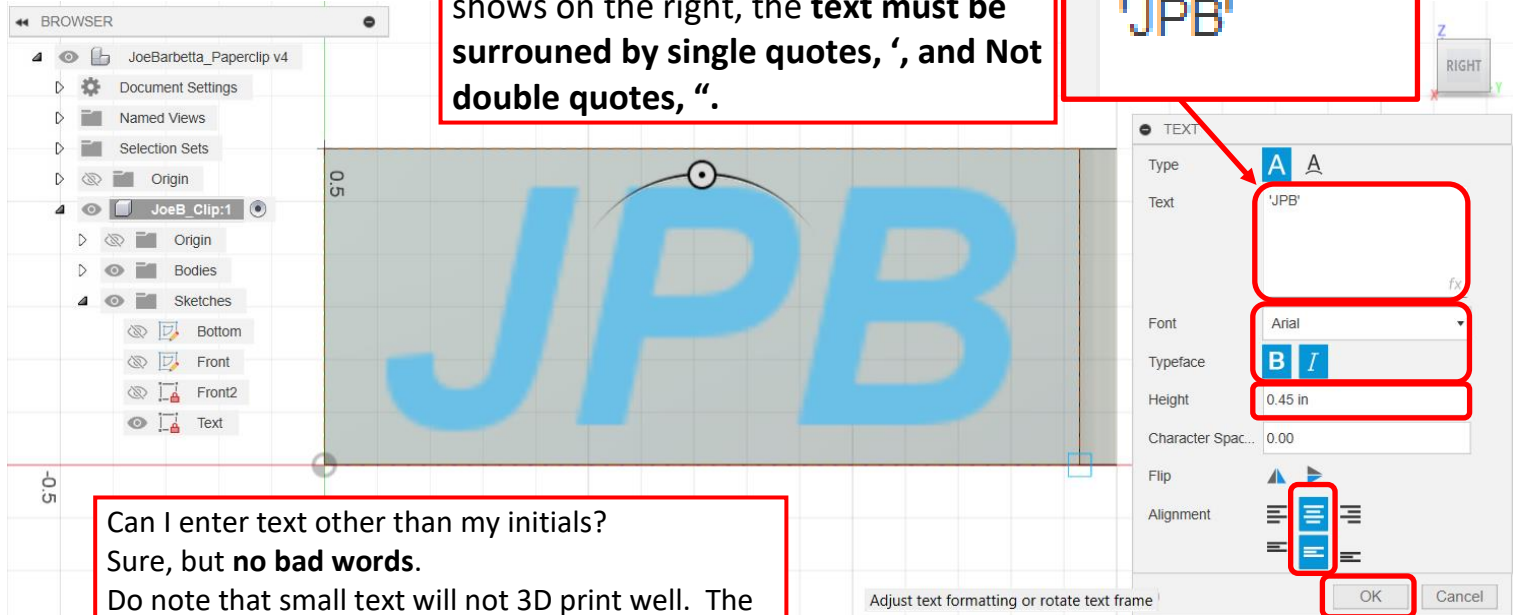 shows on the right, the text must be
surrouned by single quotes, ‘, and Not
double quotes, “.
'JPB'
BROWSER
JoeBarbetta_Paperclip v4
Document Settings
Named Views
Selection Sets
Origin
JoeB_Clip:1
Origin
Bodies
Sketches
Bottom
Front
Front2
Text
0.5
JPB
-0.5
Z
RIGHT
X
Y
TEXT
Type A A
Text 'JPB'
fx
Font Arial
Typeface B I
Height 0.45 in
Character Spac... 0.00
Flip
Alignment
OK Cancel
Adjust text formatting or rotate text frame
Can I enter text other than my initials?
Sure, but no bad words.
Do note that small text will not 3D print well. The